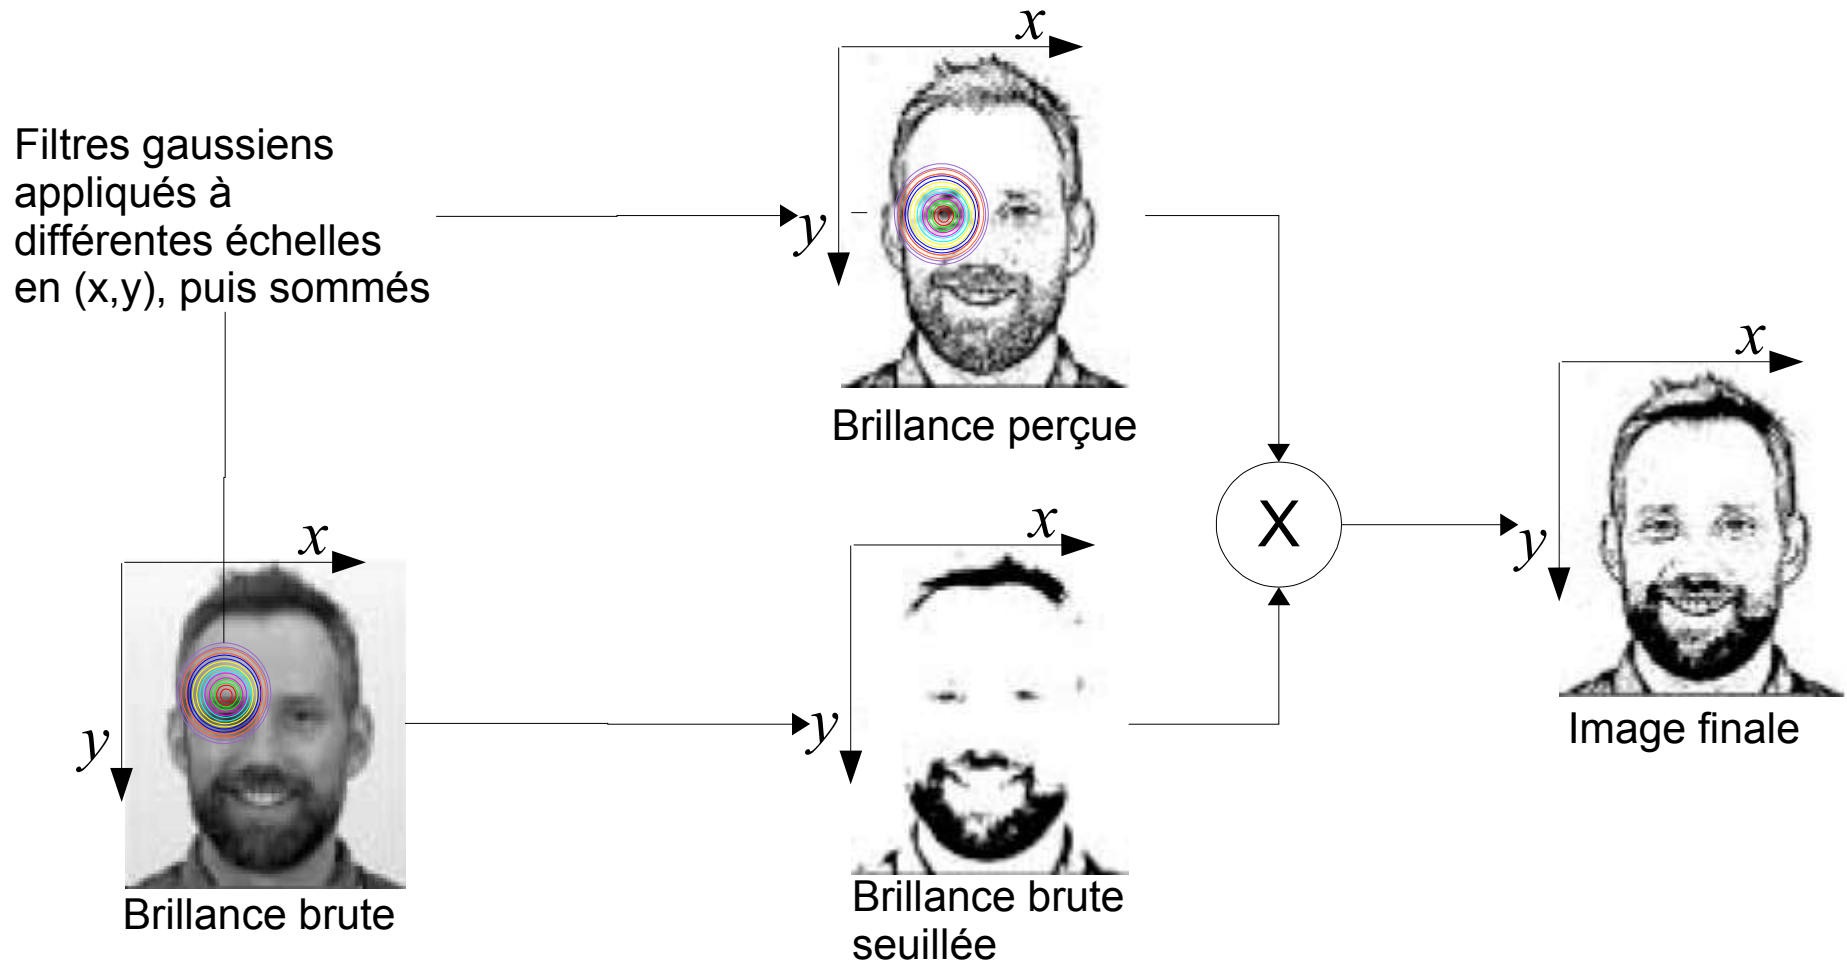 x
Filtres gaussiens
appliqués à
différentes échelles
en (x,y), puis sommés
y
Brillance perçue
x
X
x
x
y
y
y
Image finale
Brillance brute
Brillance brute
seuillée